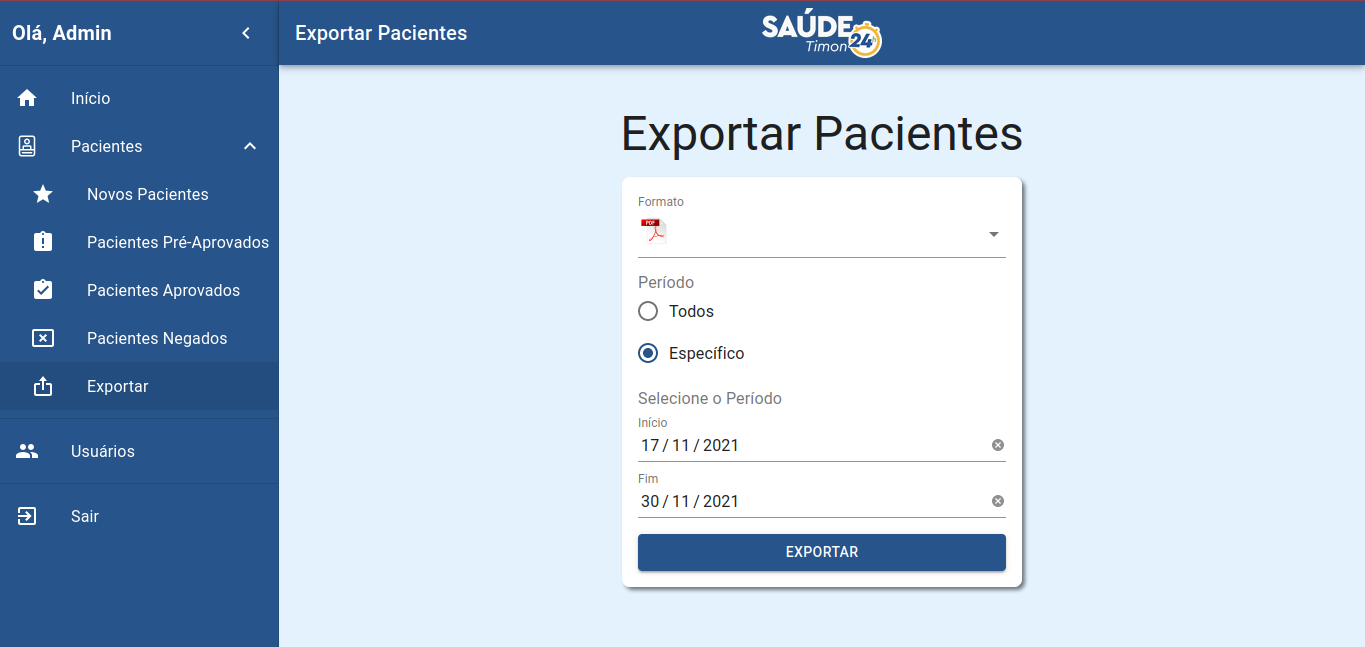 Olá, Admin
Exportar Pacientes
SAÚDE
Timon
24h
Início
Pacientes
Novos Pacientes
Pacientes Pré-Aprovados
Pacientes Aprovados
Pacientes Negados
Exportar
Usuários
Sair
Exportar Pacientes
Formato
PDF
Período
Todos
Específico
Selecione o Período
Início
17 / 11 / 2021
Fim
30 / 11 / 2021
EXPORTAR